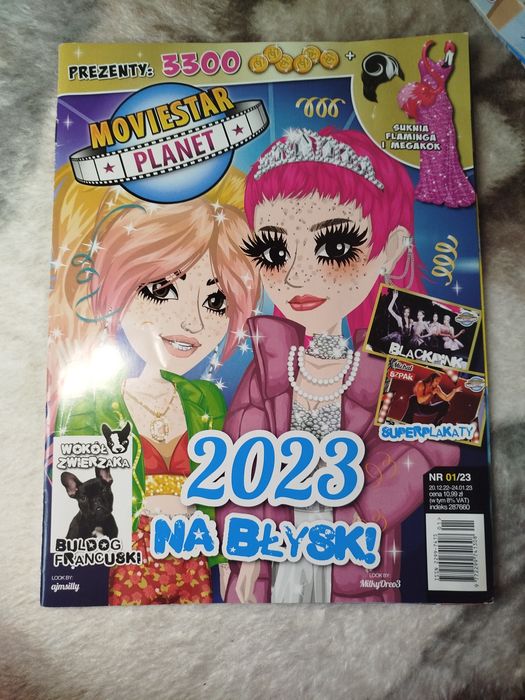 PREZENTY: 3300 +
MOVIESTAR
PLANET
SUKNIA
FLAMINGA
I MEGAKOK
BLACKPINK
Michał
SZPAK
SUPERPLAKATY
WOKÓŁ
ZWIERZAKA
BULDOG
FRANCUSKI
2023
NA BŁYSK!
NR 01/23
20.12.22-24.01.23
cena 10,99 zł
(w tym 8% VAT)
indeks 287660
LOOK BY:
ajmsilly
LOOK BY:
MilkyOreo3